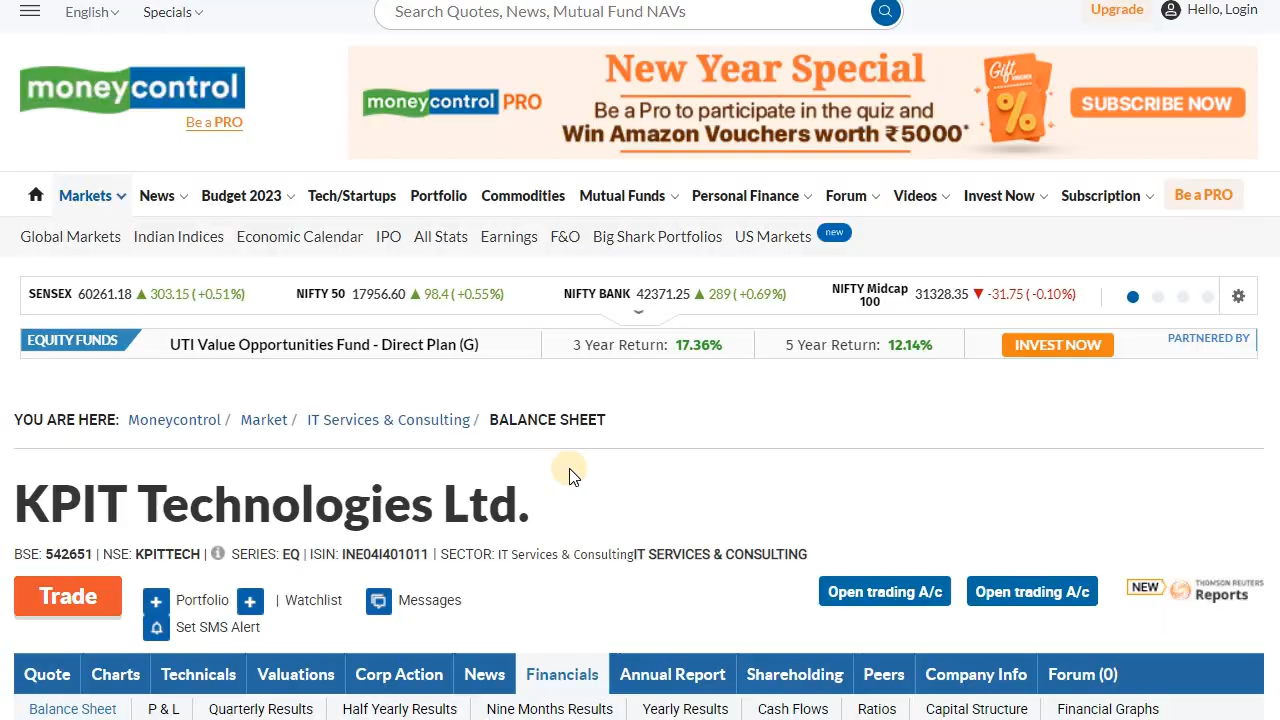 English Specials Search Quotes, News, Mutual Fund NAVs Upgrade Hello, Login
moneycontrol
Be a PRO
moneycontrol PRO
New Year Special
Be a Pro to participate in the quiz and
Win Amazon Vouchers worth ₹5000*
Gift
VOUCHER
%
SUBSCRIBE NOW
Markets News Budget 2023 Tech/Startups Portfolio Commodities Mutual Funds Personal Finance Forum Videos Invest Now Subscription Be a PRO
Global Markets Indian Indices Economic Calendar IPO All Stats Earnings F&O Big Shark Portfolios US Markets new
SENSEX 60261.18 ▲ 303.15 (+0.51%) NIFTY 50 17956.60 ▲ 98.4 (+0.55%) NIFTY BANK 42371.25 ▲ 289 (+0.69%) NIFTY Midcap 100 31328.35 ▼ -31.75 (-0.10%)
EQUITY FUNDS UTI Value Opportunities Fund - Direct Plan (G) 3 Year Return: 17.36% 5 Year Return: 12.14% INVEST NOW PARTNERED BY
YOU ARE HERE: Moneycontrol / Market / IT Services & Consulting / BALANCE SHEET
KPIT Technologies Ltd.
BSE: 542651 | NSE: KPITTECH | SERIES: EQ | ISIN: INE04I401011 | SECTOR: IT Services & ConsultingIT SERVICES & CONSULTING
Trade + Portfolio + | Watchlist Messages Open trading A/c Open trading A/c NEW THOMSON REUTERS Reports
Set SMS Alert
Quote Charts Technicals Valuations Corp Action News Financials Annual Report Shareholding Peers Company Info Forum (0)
Balance Sheet P & L Quarterly Results Half Yearly Results Nine Months Results Yearly Results Cash Flows Ratios Capital Structure Financial Graphs